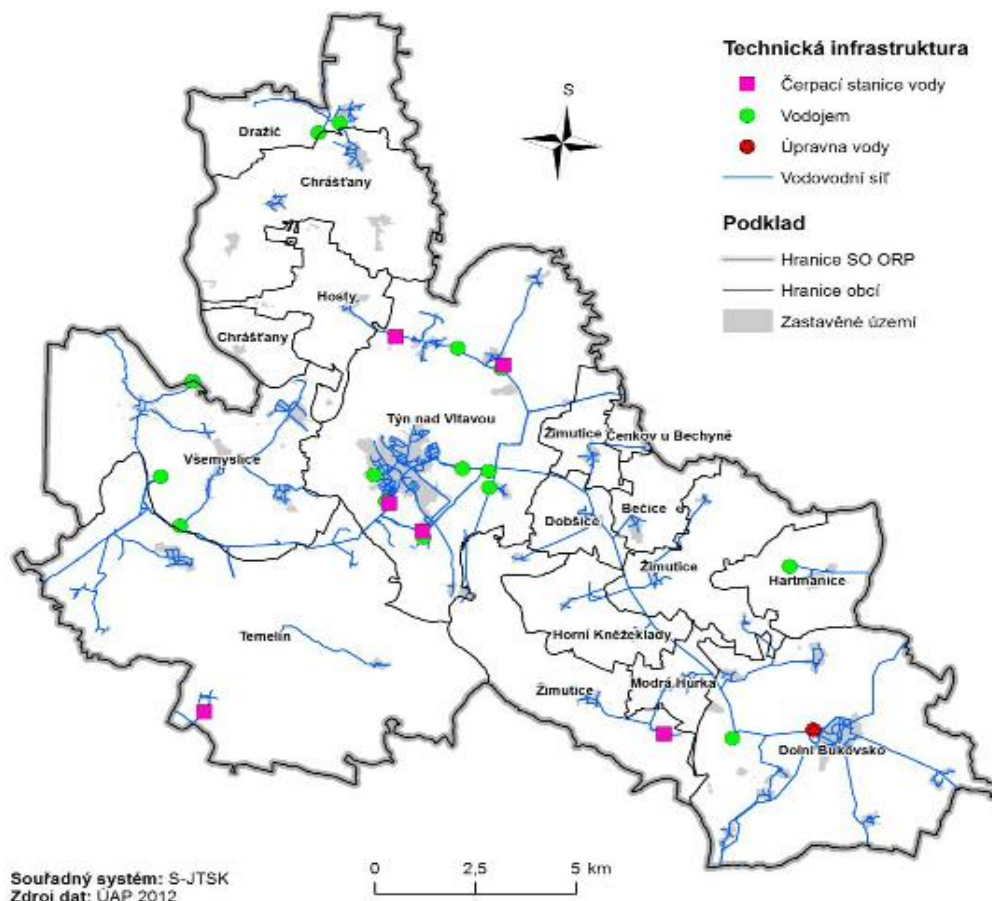 Technická infrastruktura
Čerpací stanice vody
Vodojem
Úpravna vody
Vodovodní síť
Podklad
Hranice SO ORP
Hranice obcí
Zastavěné území
S
Dražíč
Chrášťany
Hosty
Chrášťany
Týn nad Vltavou
Žimutice
Čenkov u Bechyně
Všemyslice
Dobšice
Bečice
Žimutice
Hartmanice
Temelín
Horní Kněžeklady
Žimutice
Modrá Hůrka
Dolní Bukovsko
0
2,5
5 km
Souřadný systém: S-JTSK
Zdroj dat: ÚAP 2012